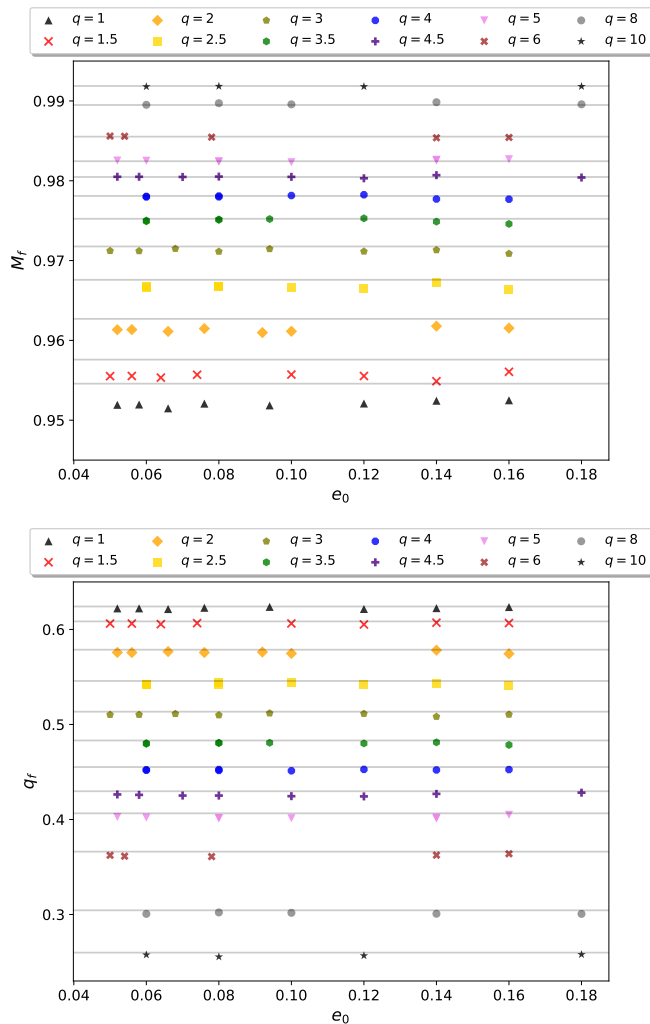 q = 1 q = 2 q = 3 q = 4 q = 5 q = 8
q = 1.5 q = 2.5 q = 3.5 q = 4.5 q = 6 q = 10
0.99
0.98
0.97
0.96
0.95
M_f
0.04 0.06 0.08 0.10 0.12 0.14 0.16 0.18
e_0
q = 1 q = 2 q = 3 q = 4 q = 5 q = 8
q = 1.5 q = 2.5 q = 3.5 q = 4.5 q = 6 q = 10
0.6
0.5
0.4
0.3
q_f
0.04 0.06 0.08 0.10 0.12 0.14 0.16 0.18
e_0